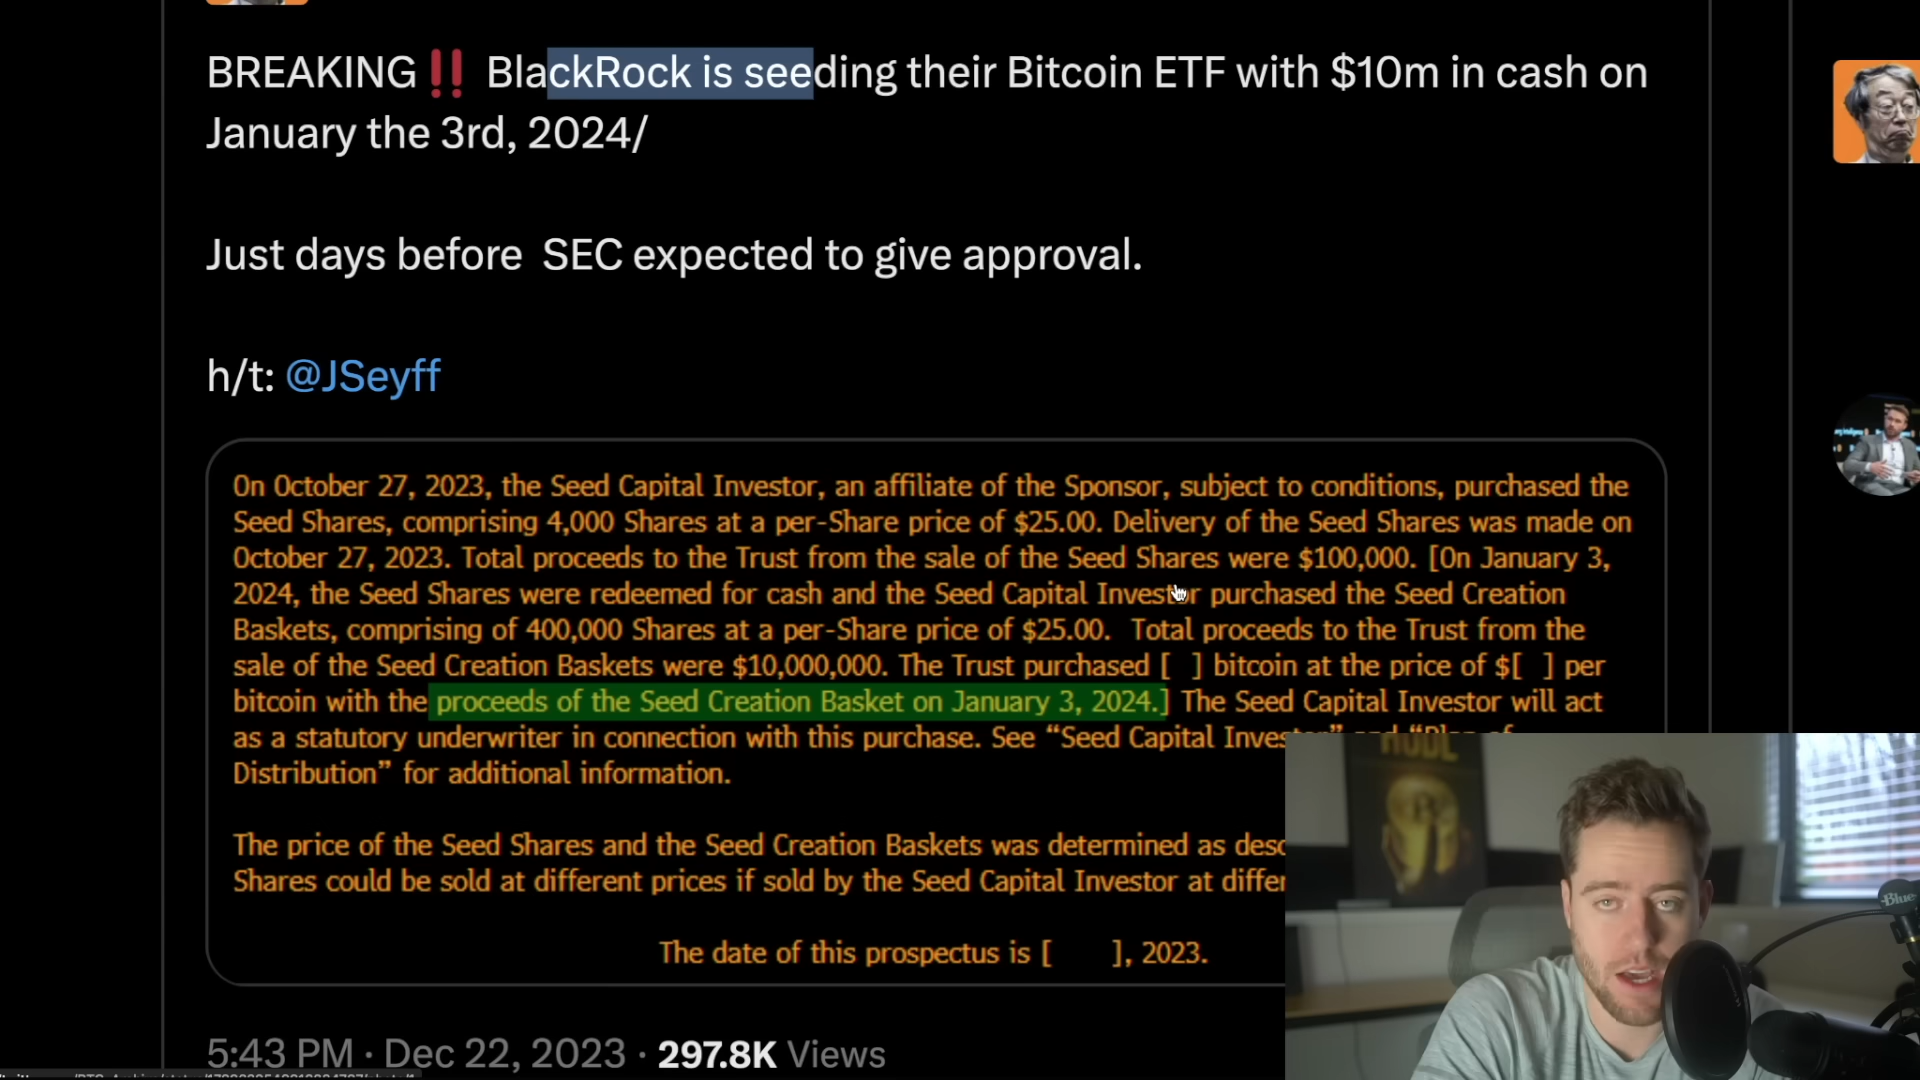 BREAKING‼ BlackRock is seeding their Bitcoin ETF with $10m in cash on
January the 3rd, 2024/
Just days before SEC expected to give approval.
h/t: @JSeyff
On October 27, 2023, the Seed Capital Investor, an affiliate of the Sponsor, subject to conditions, purchased the
Seed Shares, comprising 4,000 Shares at a per-Share price of $25.00. Delivery of the Seed Shares was made on
October 27, 2023. Total proceeds to the Trust from the sale of the Seed Shares were $100,000. [On January 3,
2024, the Seed Shares were redeemed for cash and the Seed Capital Investor purchased the Seed Creation
Baskets, comprising of 400,000 Shares at a per-Share price of $25.00. Total proceeds to the Trust from the
sale of the Seed Creation Baskets were $10,000,000. The Trust purchased [ ] bitcoin at the price of $[ ] per
bitcoin with the proceeds of the Seed Creation Basket on January 3, 2024.] The Seed Capital Investor will act
as a statutory underwriter in connection with this purchase. See “Seed Capital Investor” and “Plan of
Distribution” for additional information.
The price of the Seed Shares and the Seed Creation Baskets was determined as desc
Shares could be sold at different prices if sold by the Seed Capital Investor at differ
The date of this prospectus is [ ], 2023.
5:43 PM · Dec 22, 2023 · 297.8K Views
HODL
Blue